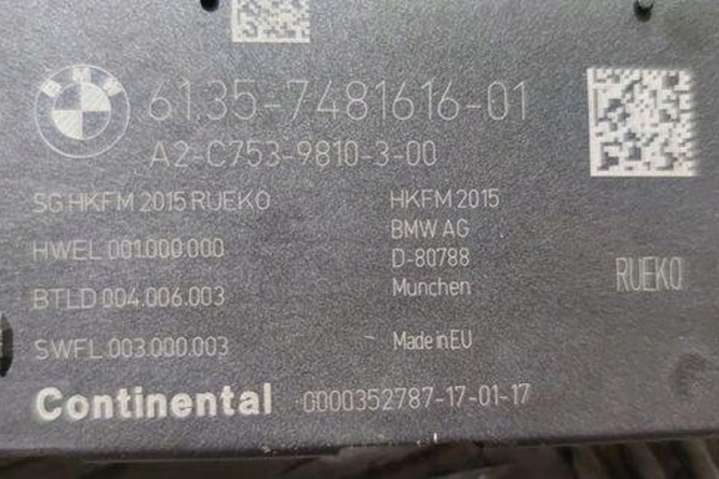 BMW
61.35-7481616-01
A2-C753-9810-3-00
SG HKFM 2015 RUEKO
HWEL 001.000.000
BTLD 004.006.003
SWFL 003.000.003
HKFM 2015
BMW AG
D-80788
Munchen
Made in EU
RUEKO
Continental 0000352787-17-01-17